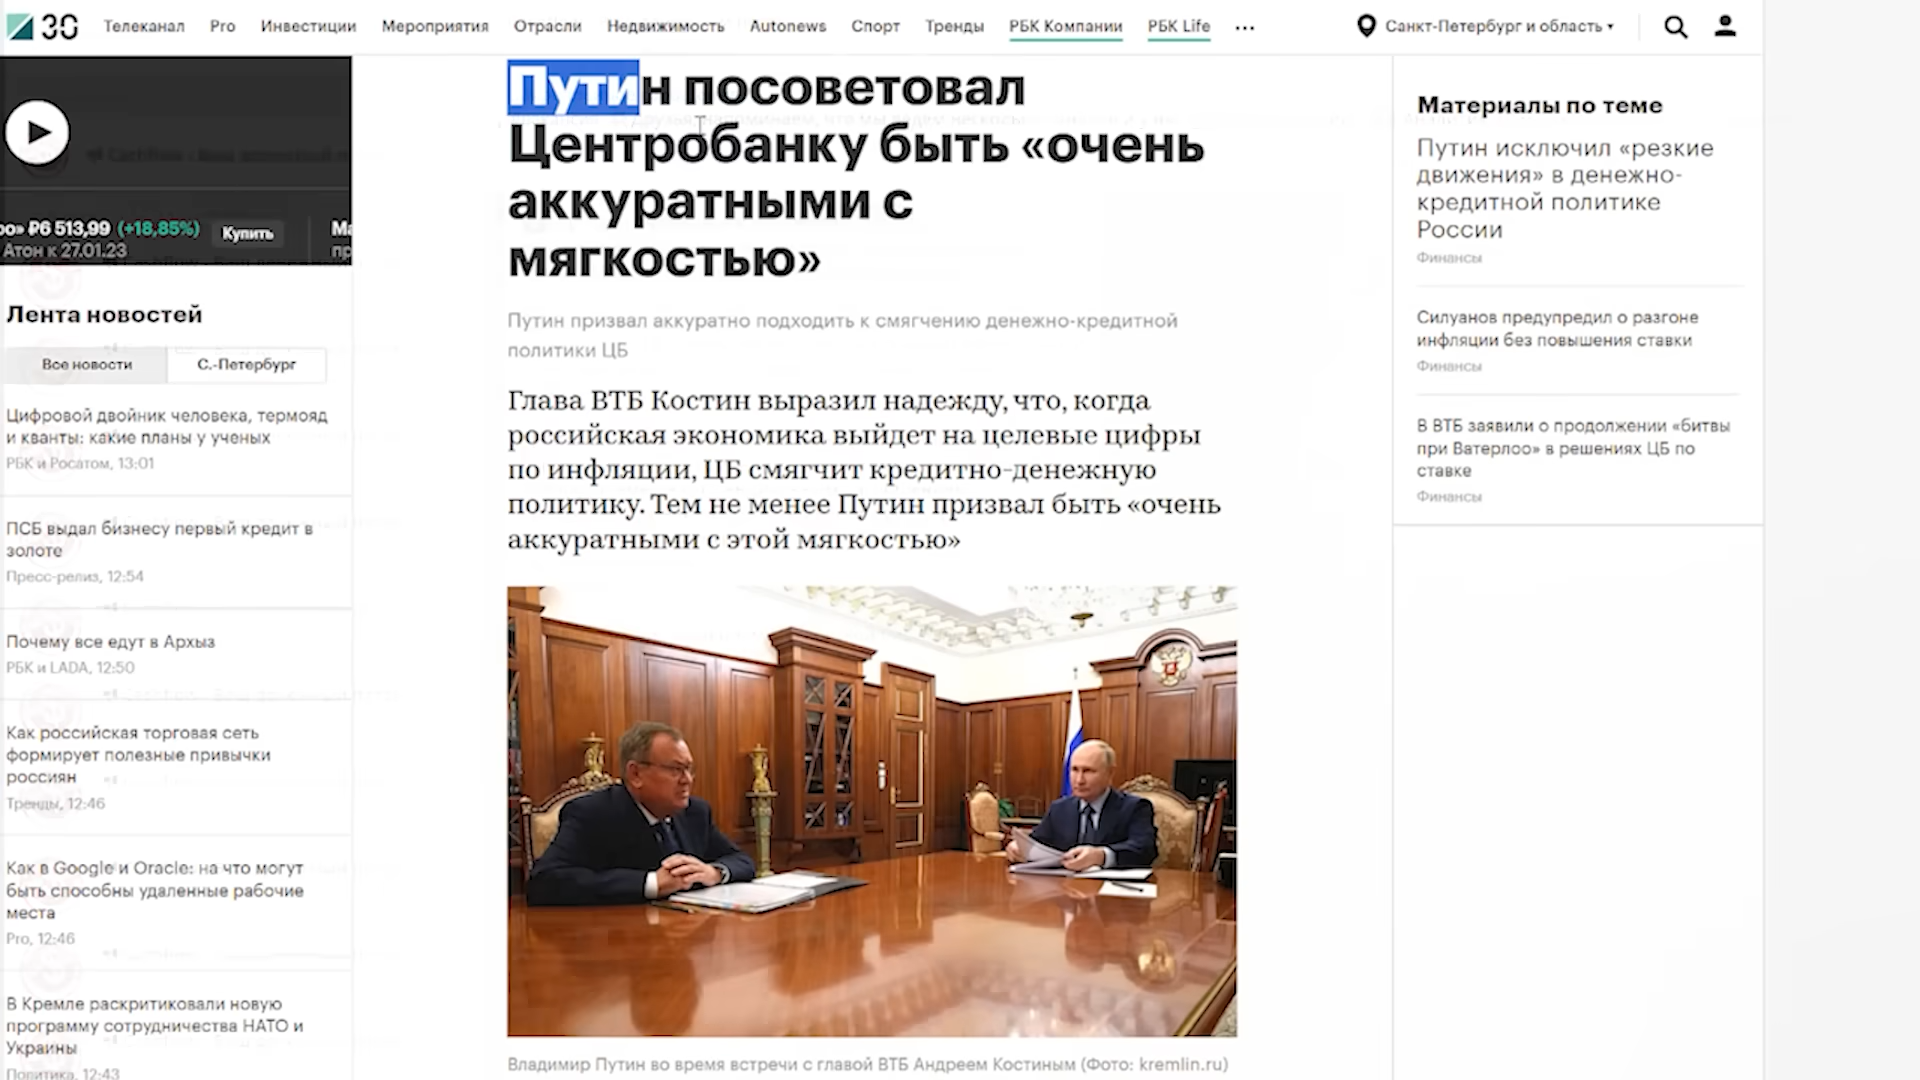 30 Телеканал Pro Инвестиции Мероприятия Отрасли Недвижимость Autonews Спорт Тренды РБК Компании РБК Life ... Санкт-Петербург и область
₽6 513,99 (+18,85%) Купить
Атон к 27.01.23
Лента новостей
Все новости С.-Петербург
Цифровой двойник человека, термояд
и кванты: какие планы у ученых
РБК и Росатом, 13:01
ПСБ выдал бизнесу первый кредит в
золоте
Пресс-релиз, 12:54
Почему все едут в Архыз
РБК и LADA, 12:50
Как российская торговая сеть
формирует полезные привычки
россиян
Тренды, 12:46
Как в Google и Oracle: на что могут
быть способны удаленные рабочие
места
Pro, 12:46
В Кремле раскритиковали новую
программу сотрудничества НАТО и
Украины
Политика, 12:43
Путин посоветовал
Центробанку быть «очень
аккуратными с
мягкостью»
Путин призвал аккуратно подходить к смягчению денежно-кредитной
политики ЦБ
Глава ВТБ Костин выразил надежду, что, когда
российская экономика выйдет на целевые цифры
по инфляции, ЦБ смягчит кредитно-денежную
политику. Тем не менее Путин призвал быть «очень
аккуратными с этой мягкостью»
Владимир Путин во время встречи с главой ВТБ Андреем Костиным (Фото: kremlin.ru)
Материалы по теме
Путин исключил «резкие
движения» в денежно-
кредитной политике
России
Финансы
Силуанов предупредил о разгоне
инфляции без повышения ставки
Финансы
В ВТБ заявили о продолжении «битвы
при Ватерлоо» в решениях ЦБ по
ставке
Финансы